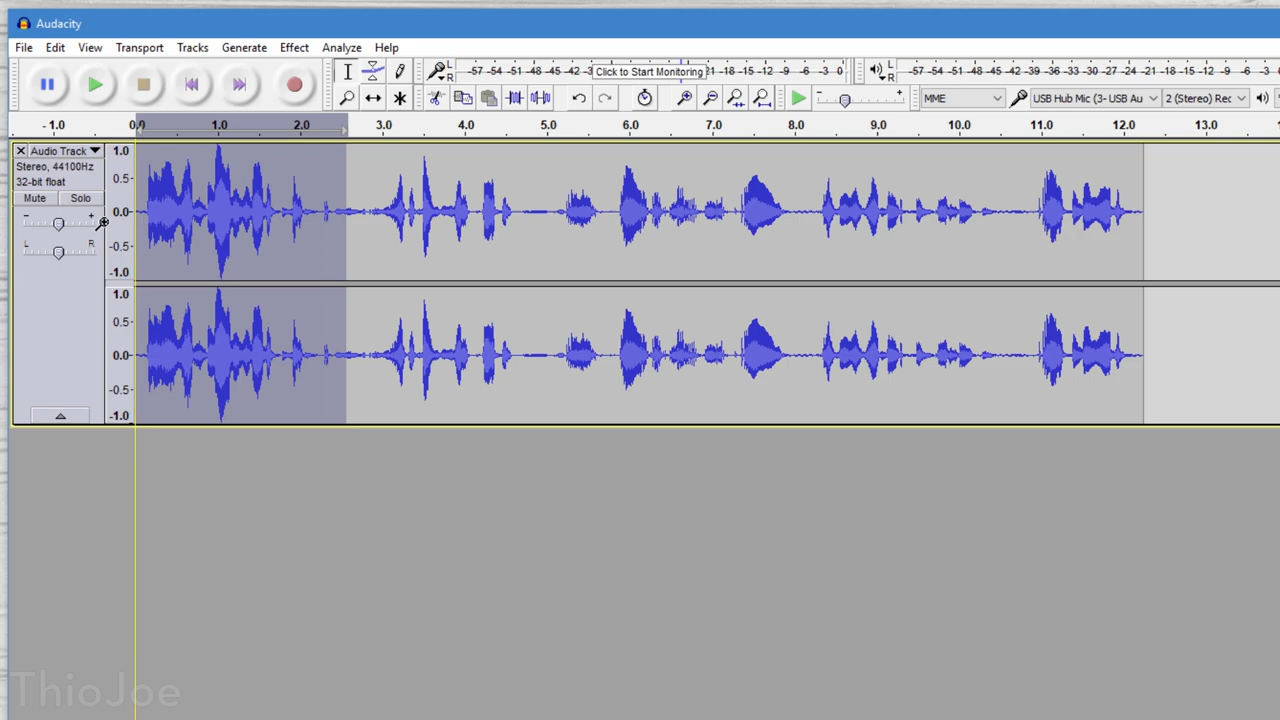 Audacity
File Edit View Transport Tracks Generate Effect Analyze Help
L -57 -54 -51 -48 -45 -42 Click to Start Monitoring -21 -18 -15 -12 -9 -6 -3 0 L -57 -54 -51 -48 -45 -42 -39 -36 -33 -30 -27 -24 -21 -18 -15 -12 -9 -6 -3
R R
MME USB Hub Mic (3- USB Au 2 (Stereo) Rec
-1.0 0.0 1.0 2.0 3.0 4.0 5.0 6.0 7.0 8.0 9.0 10.0 11.0 12.0 13.0
Audio Track 1.0
Stereo, 44100Hz
32-bit float 0.5
Mute Solo
- + 0.0
L R -0.5
-1.0
1.0
0.5
0.0
-0.5
-1.0
ThioJoe